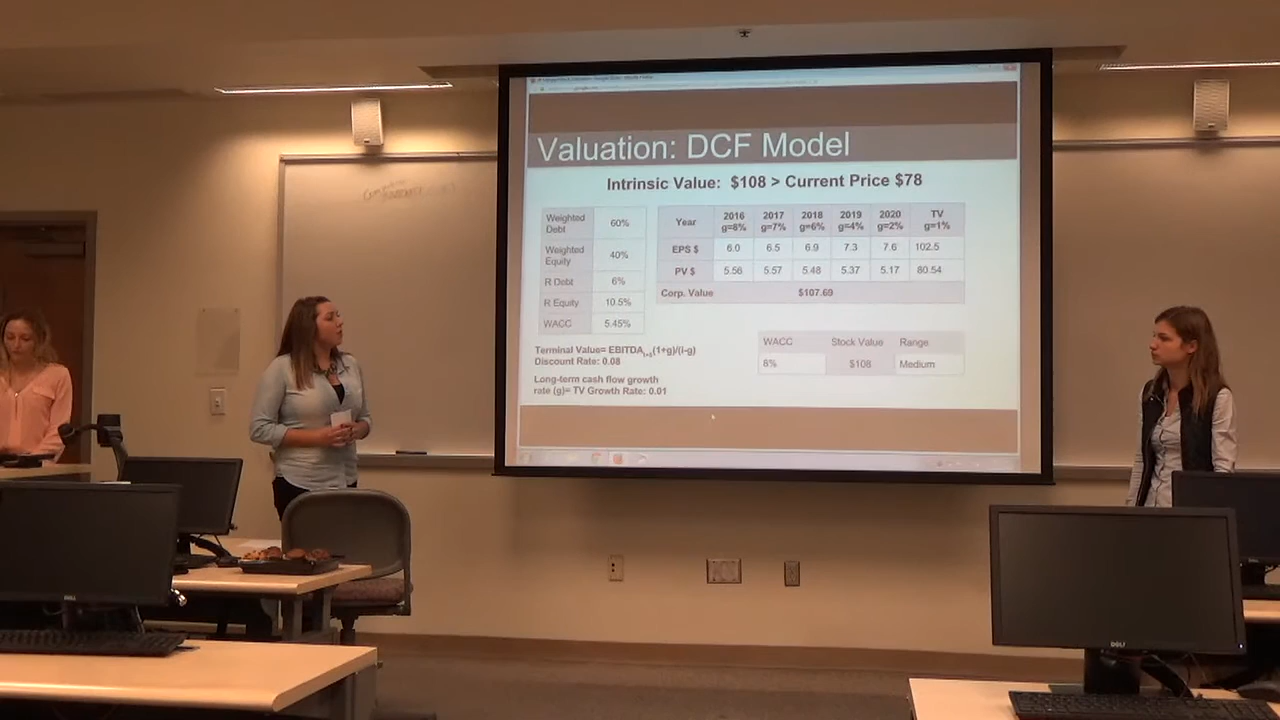 Valuation: DCF Model
Intrinsic Value: $108 > Current Price $78
Weighted Debt 60%
Weighted Equity 40%
R Debt 6%
R Equity 10.5%
WACC 5.45%
Year 2016 g=8% 2017 g=7% 2018 g=6% 2019 g=4% 2020 g=2% TV g=1%
EPS $ 6.0 6.5 6.9 7.3 7.6 102.5
PV $ 5.56 5.57 5.48 5.37 5.17 80.54
Corp. Value $107.69
Terminal Value= EBITDAt+5(1+g)/(i-g)
Discount Rate: 0.08
Long-term cash flow growth
rate (g)= TV Growth Rate: 0.01
WACC Stock Value Range
8% $108 Medium
DELL
DELL